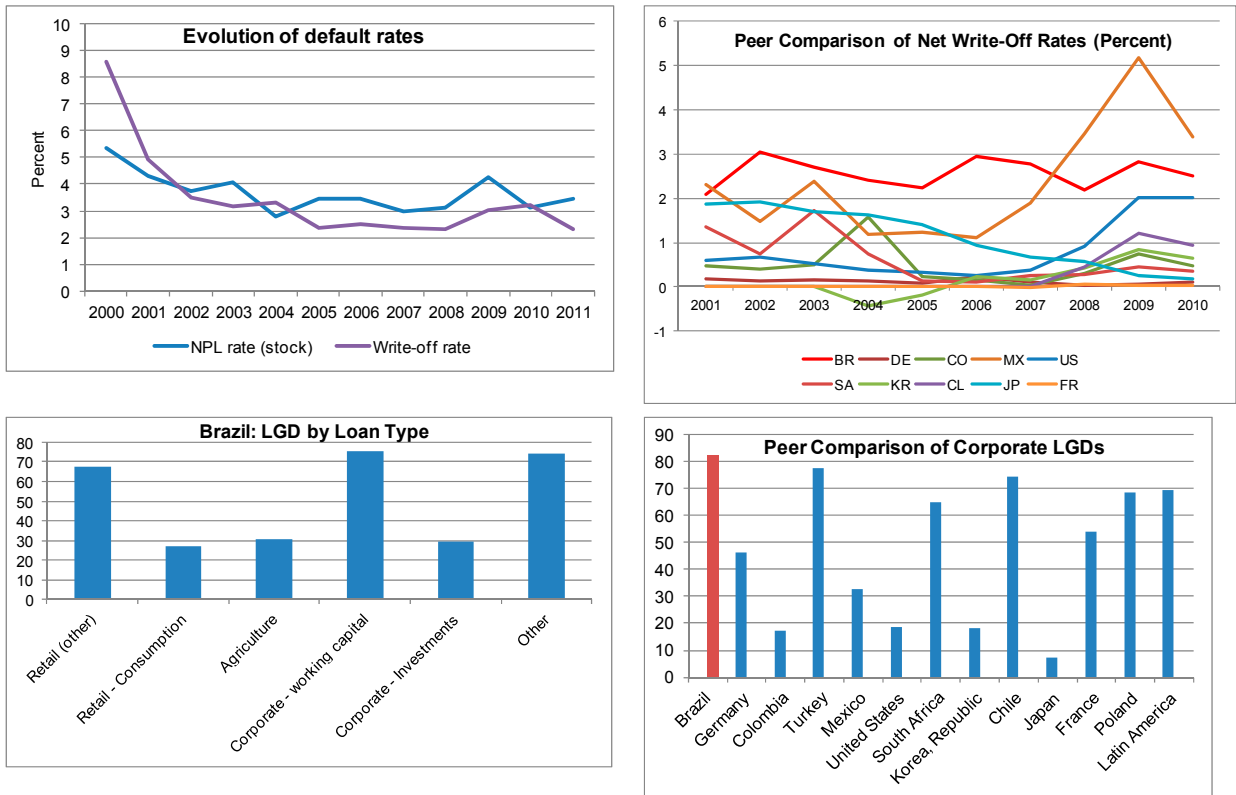 Evolution of default rates
Percent
10
9
8
7
6
5
4
3
2
1
0
2000 2001 2002 2003 2004 2005 2006 2007 2008 2009 2010 2011
NPL rate (stock) Write-off rate
Peer Comparison of Net Write-Off Rates (Percent)
6
5
4
3
2
1
0
-1
2001 2002 2003 2004 2005 2006 2007 2008 2009 2010
BR DE CO MX US
SA KR CL JP FR
Brazil: LGD by Loan Type
80
70
60
50
40
30
20
10
0
Retail (other)
Retail - Consumption
Agriculture
Corporate - working capital
Corporate - Investments
Other
Peer Comparison of Corporate LGDs
90
80
70
60
50
40
30
20
10
0
Brazil
Germany
Colombia
Turkey
Mexico
United States
South Africa
Korea, Republic
Chile
Japan
France
Poland
Latin America